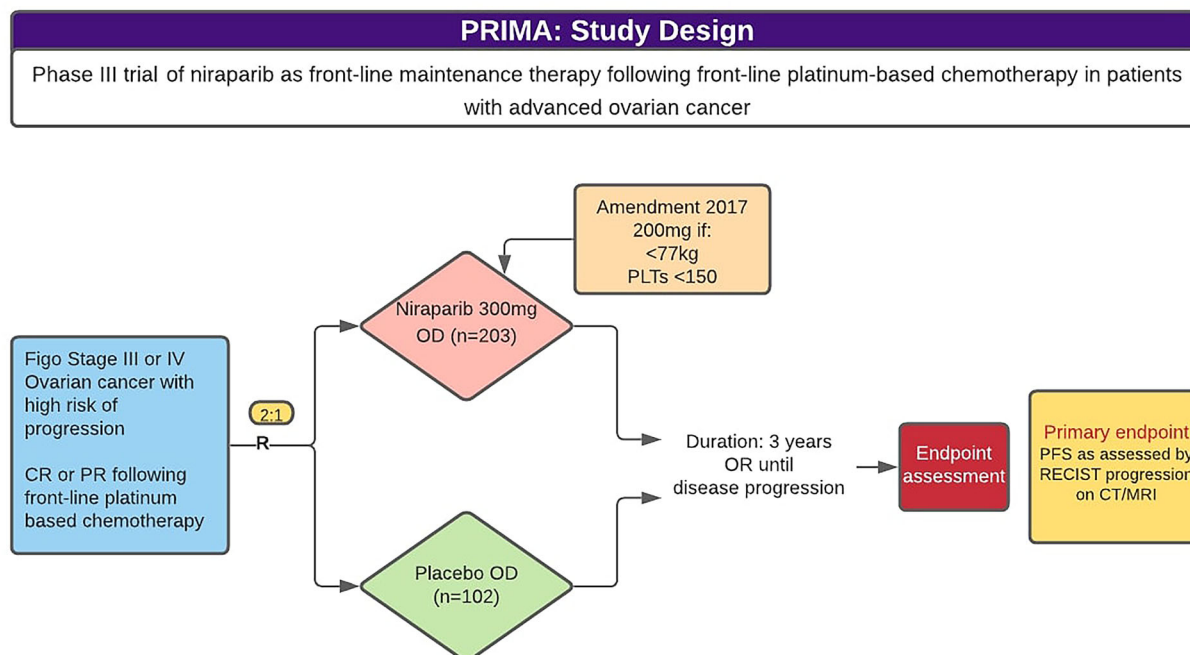 PRIMA: Study Design
Phase III trial of niraparib as front-line maintenance therapy following front-line platinum-based chemotherapy in patients
with advanced ovarian cancer
Amendment 2017
200mg if:
<77kg
PLTs <150
Niraparib 300mg
OD (n=203)
Figo Stage III or IV
Ovarian cancer with
high risk of
progression
CR or PR following
front-line platinum
based chemotherapy
2:1
R
Duration: 3 years
OR until
disease progression
Endpoint
assessment
Primary endpoint
PFS as assessed by
RECIST progression
on CT/MRI
Placebo OD
(n=102)